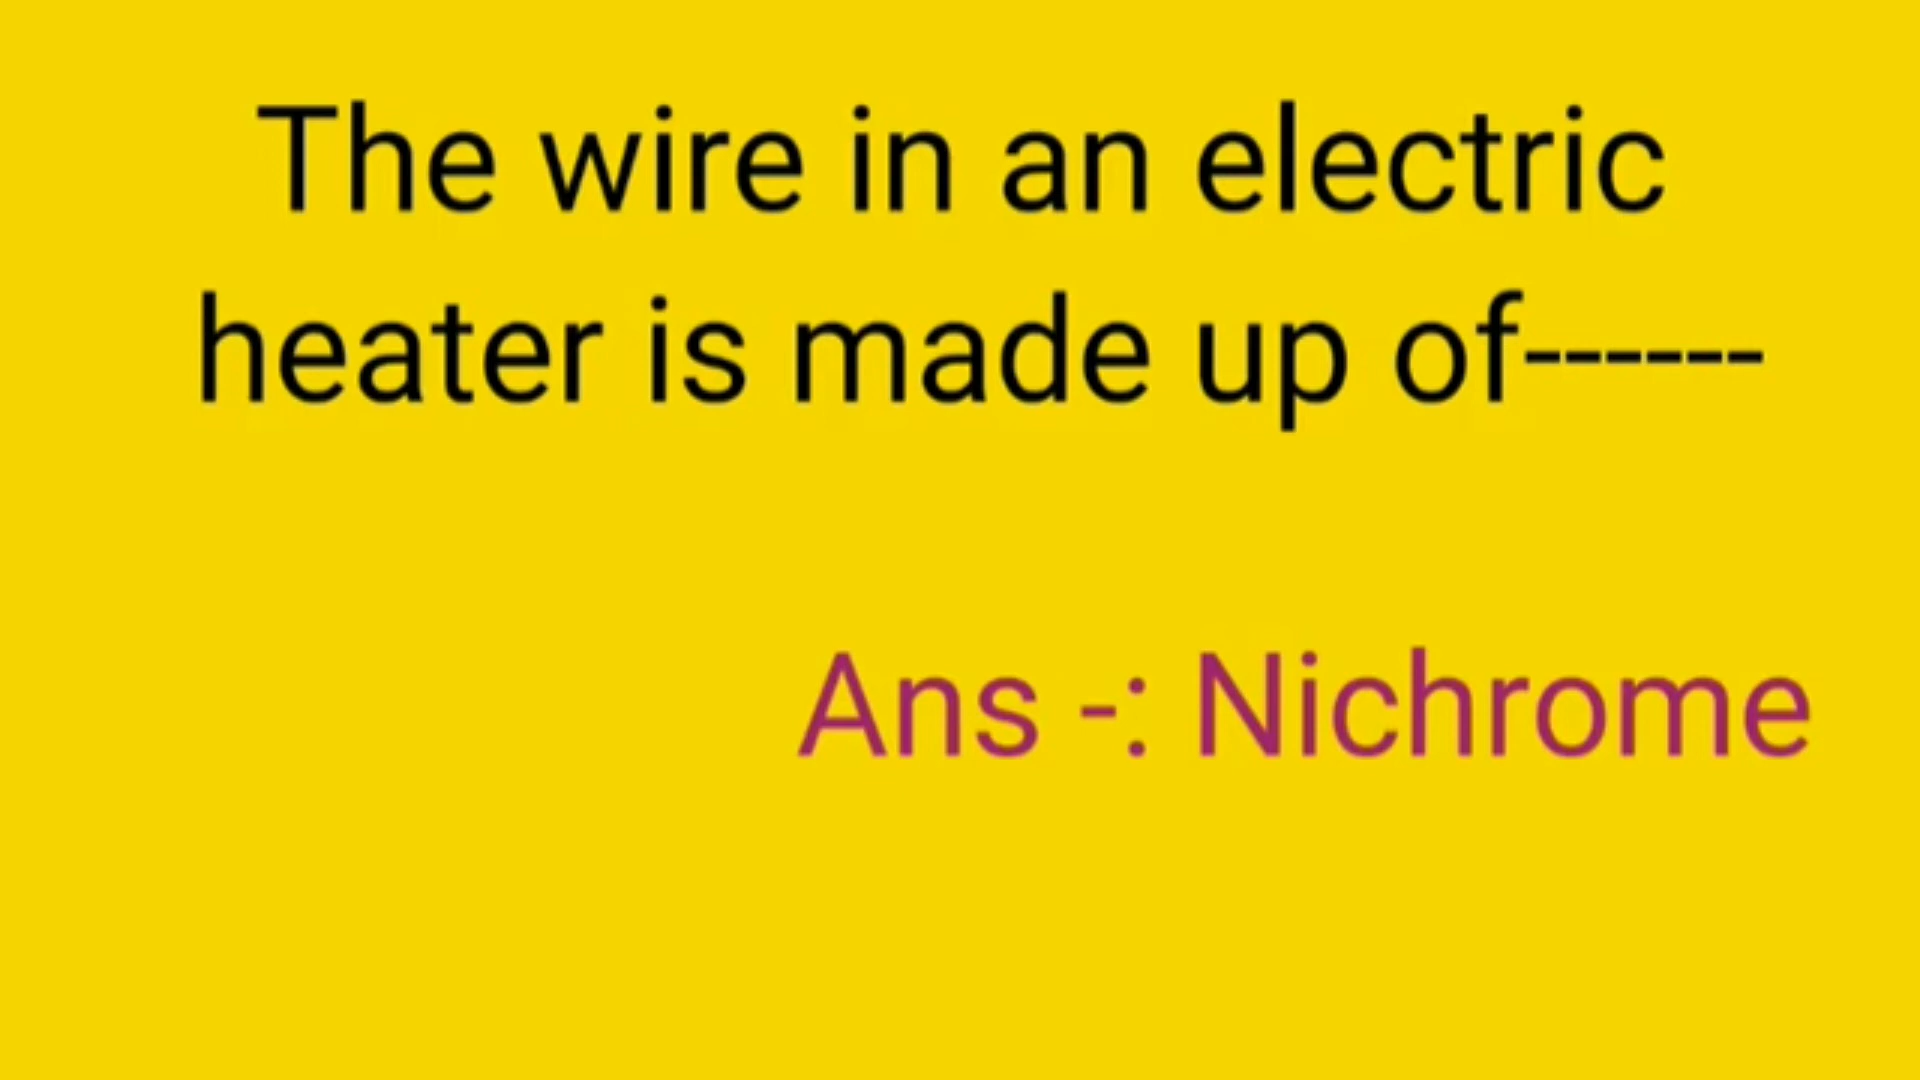 The wire in an electric
heater is made up of------
Ans -: Nichrome